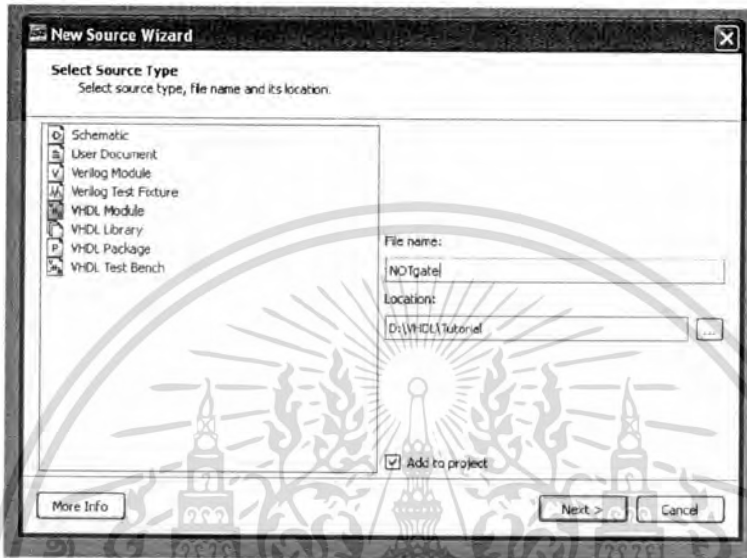 New Source Wizard
Select Source Type
Select source type, file name and its location.
Schematic
User Document
Verilog Module
Verilog Test Fixture
VHDL Module
VHDL Library
VHDL Package
VHDL Test Bench
File name:
NOTgate
Location:
D:\VHDL\Tutorial
...
Add to project
More Info
Next >
Cancel